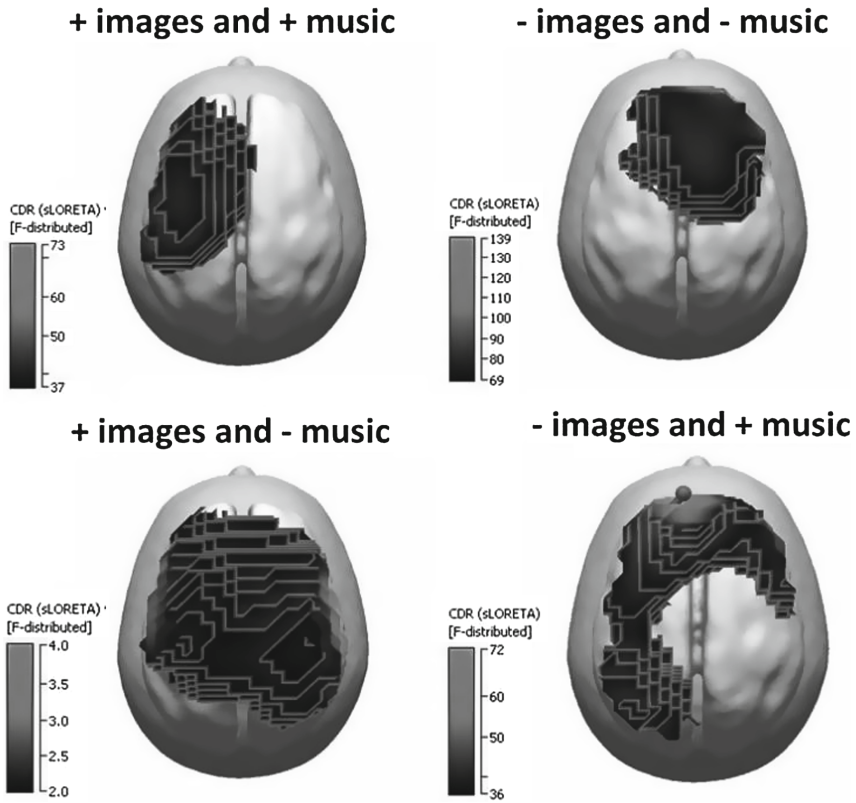 + images and + music
CDR (sLORETA)
[F-distributed]
73
60
50
37
- images and - music
CDR (sLORETA)
[F-distributed]
139
130
120
110
100
90
80
69
+ images and - music
CDR (sLORETA)
[F-distributed]
4.0
3.5
3.0
2.5
2.0
- images and + music
CDR (sLORETA)
[F-distributed]
72
60
50
36